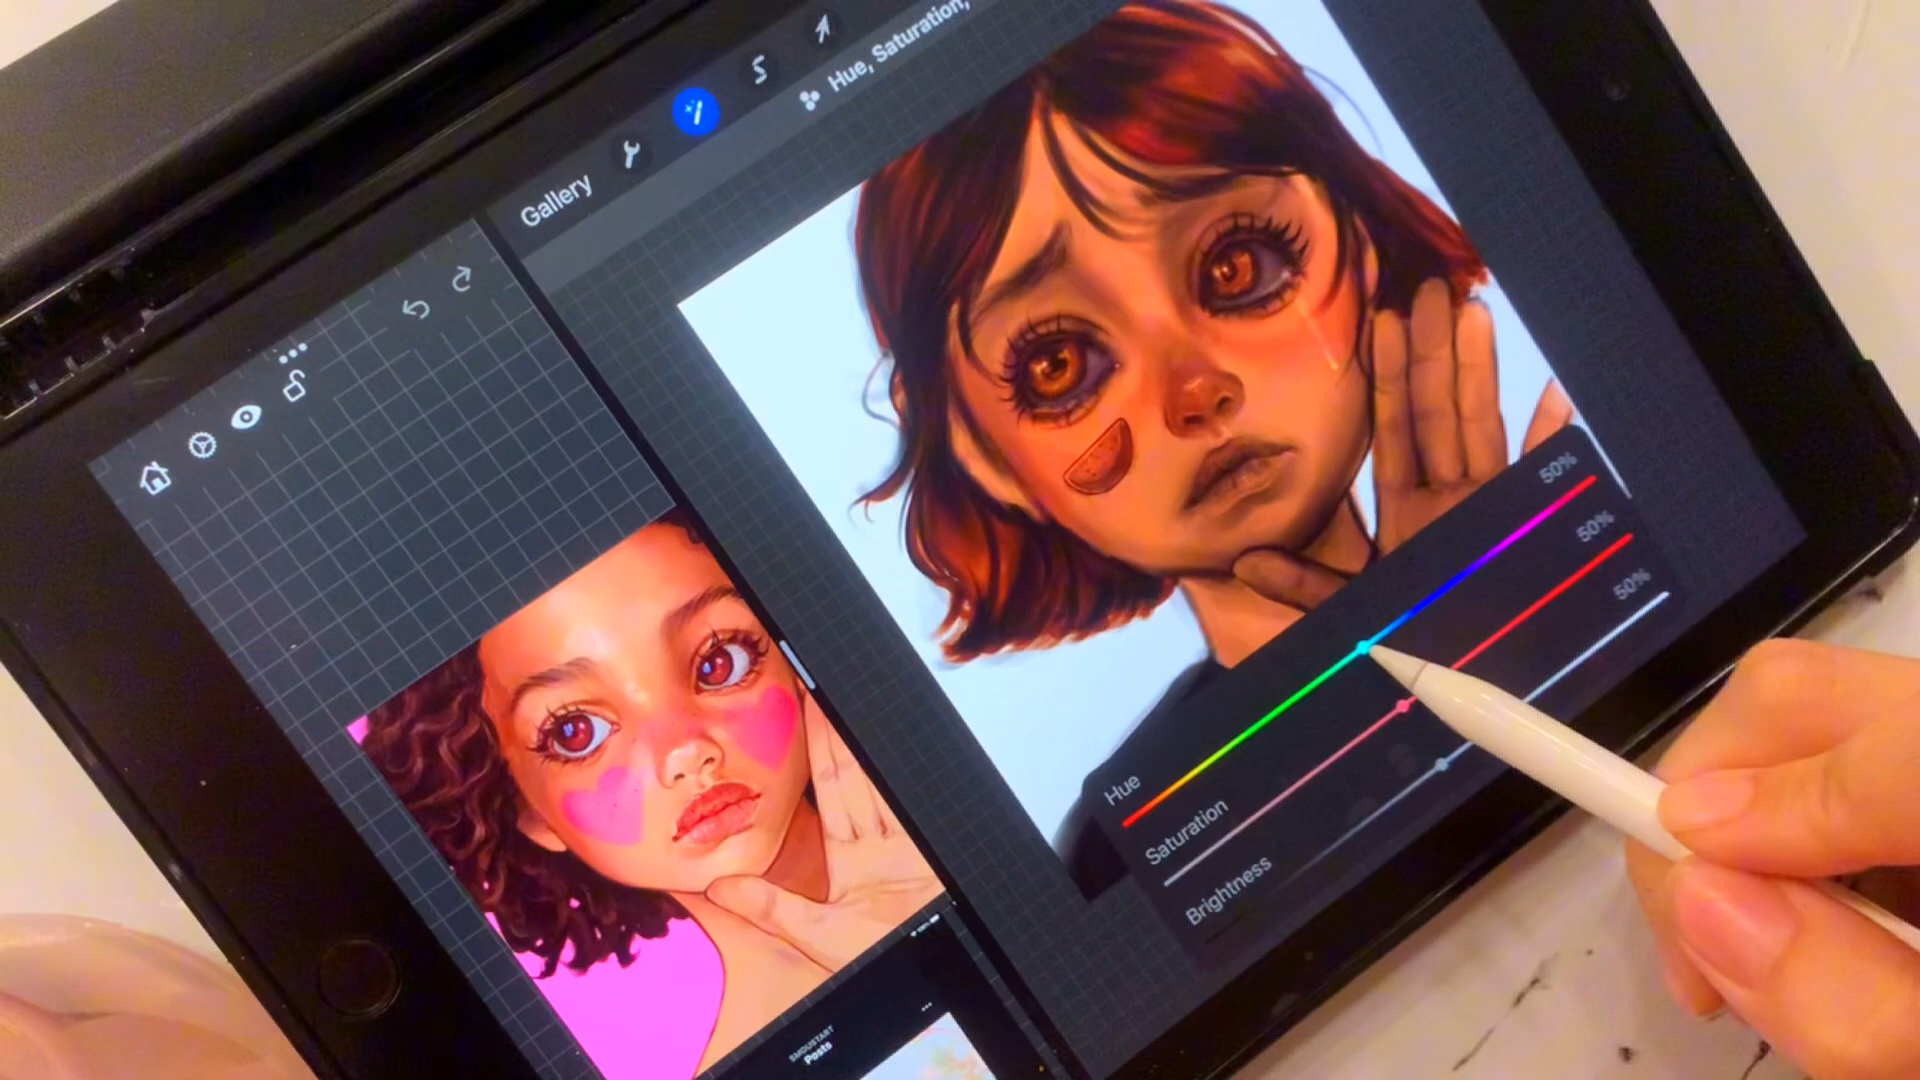 Gallery
Hue, Saturation,
50%
50%
50%
Hue
Saturation
Brightness
Posts